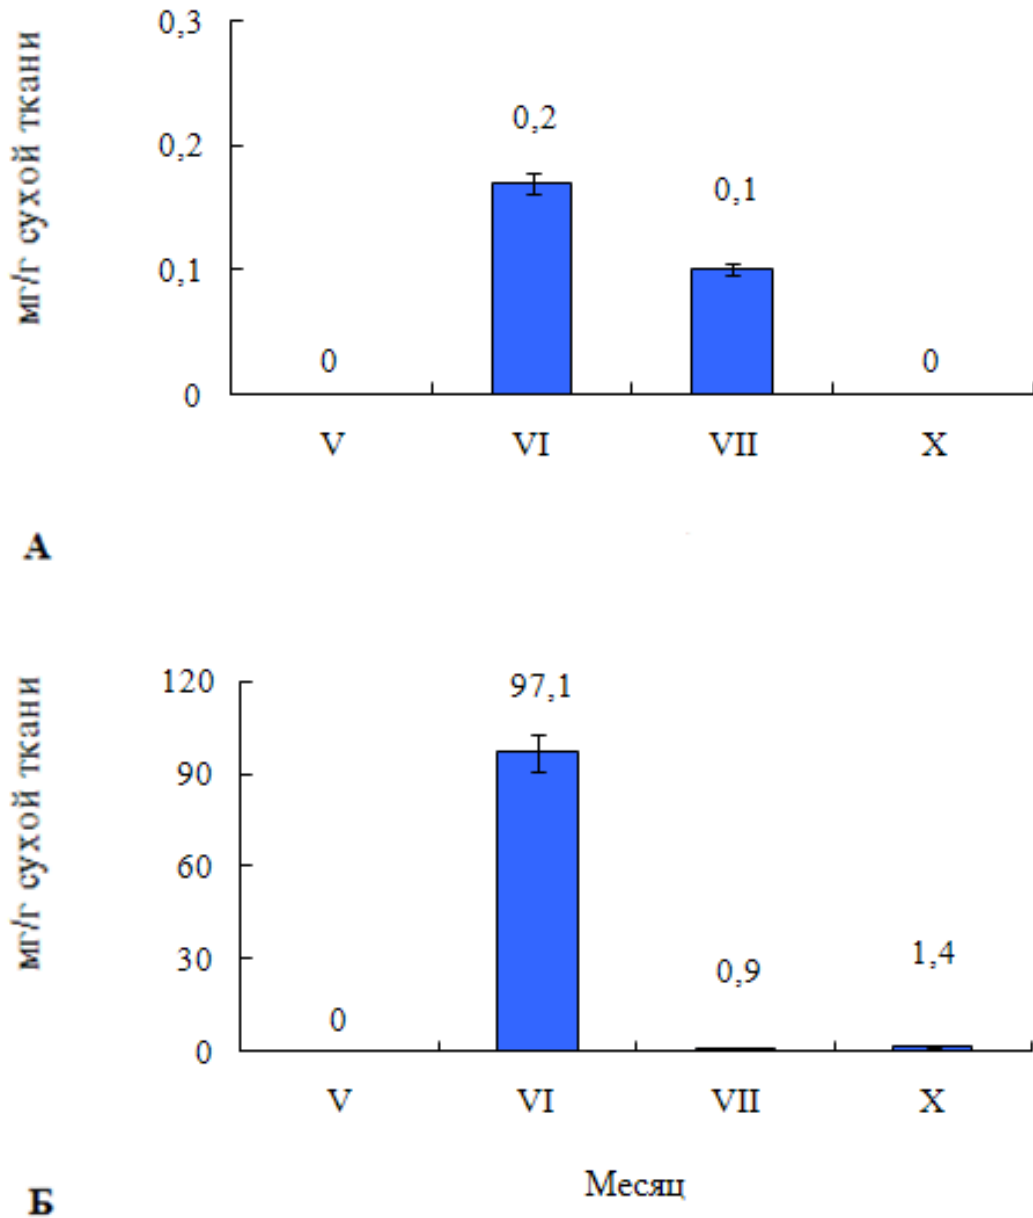 мг/г сухой ткани
0,3
0,2
0,1
0
0
0,2
0,1
0
V VI VII X
А
мг/г сухой ткани
120
90
60
30
0
0
97,1
0,9
1,4
V VI VII X
Месяц
Б